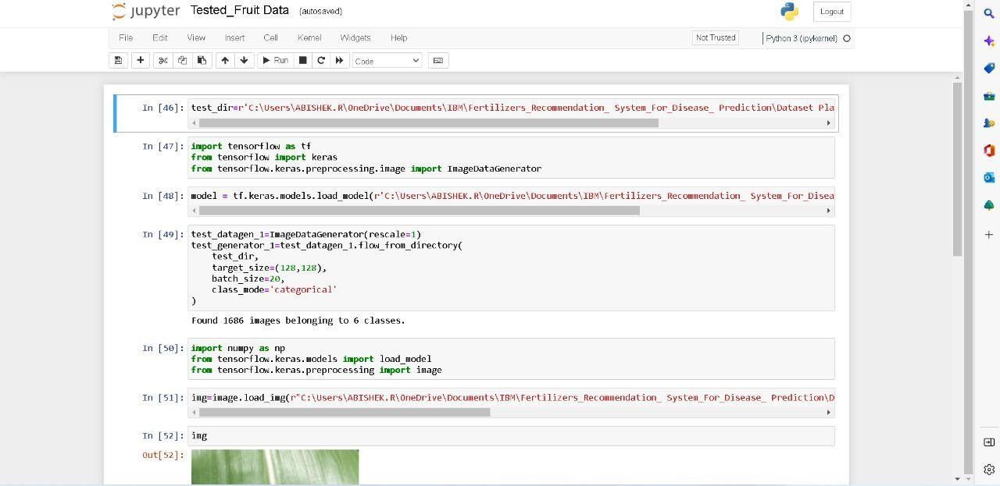 jupyter Tested_Fruit Data (autosaved)
Logout
File Edit View Insert Cell Kernel Widgets Help
Not Trusted
Python 3 (ipykernel)
Run
Code
In [46]: test_dir=r'C:\Users\ABISHEK.R\OneDrive\Documents\IBM\Fertilizers_Recommendation_ System_For_Disease_ Prediction\Dataset Pla
In [47]: import tensorflow as tf
from tensorflow import keras
from tensorflow.keras.preprocessing.image import ImageDataGenerator
In [48]: model = tf.keras.models.load_model(r'C:\Users\ABISHEK.R\OneDrive\Documents\IBM\Fertilizers_Recommendation_ System_For_Disea
In [49]: test_datagen_1=ImageDataGenerator(rescale=1)
test_generator_1=test_datagen_1.flow_from_directory(
    test_dir,
    target_size=(128,128),
    batch_size=20,
    class_mode='categorical'
)
Found 1686 images belonging to 6 classes.
In [50]: import numpy as np
from tensorflow.keras.models import load_model
from tensorflow.keras.preprocessing import image
In [51]: img=image.load_img(r"C:\Users\ABISHEK.R\OneDrive\Documents\IBM\Fertilizers_Recommendation_ System_For_Disease_ Prediction\D
In [52]: img
Out[52]: